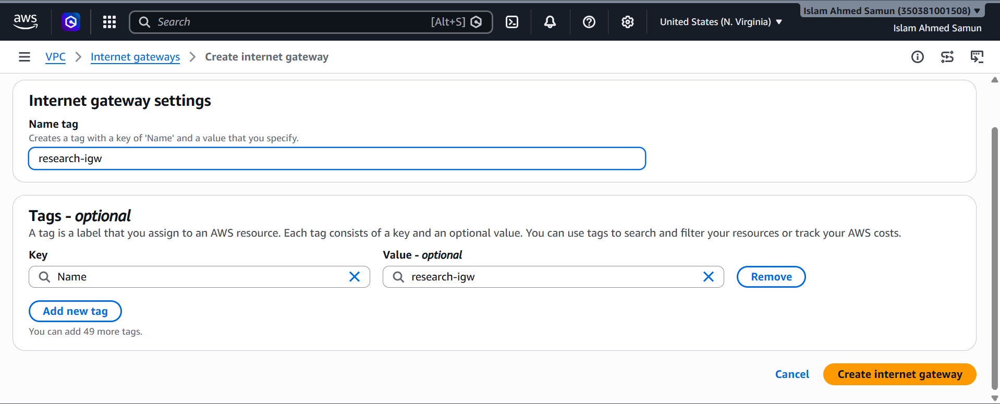 aws
Search [Alt+S]
United States (N. Virginia)
Islam Ahmed Samun (350381001508)
Islam Ahmed Samun
VPC
Internet gateways
Create internet gateway
Internet gateway settings
Name tag
Creates a tag with a key of 'Name' and a value that you specify.
research-igw
Tags - optional
A tag is a label that you assign to an AWS resource. Each tag consists of a key and an optional value. You can use tags to search and filter your resources or track your AWS costs.
Key
Value - optional
Name
research-igw
Remove
Add new tag
You can add 49 more tags.
Cancel
Create internet gateway